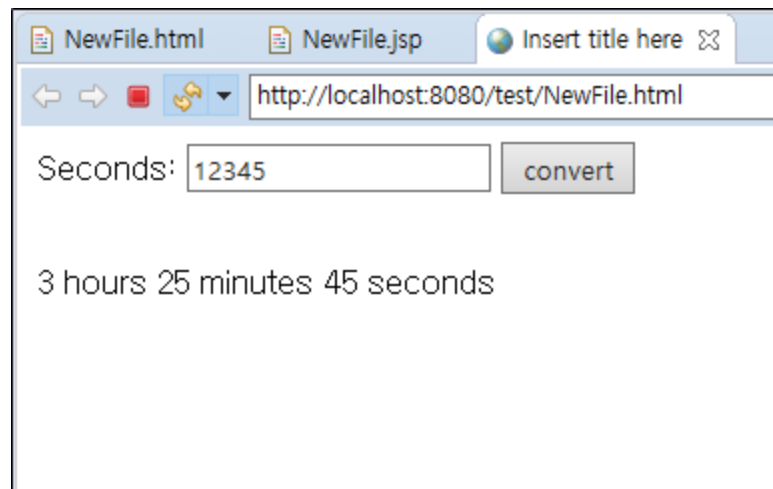 NewFile.html NewFile.jsp Insert title here
http://localhost:8080/test/NewFile.html
Seconds: 12345 convert
3 hours 25 minutes 45 seconds